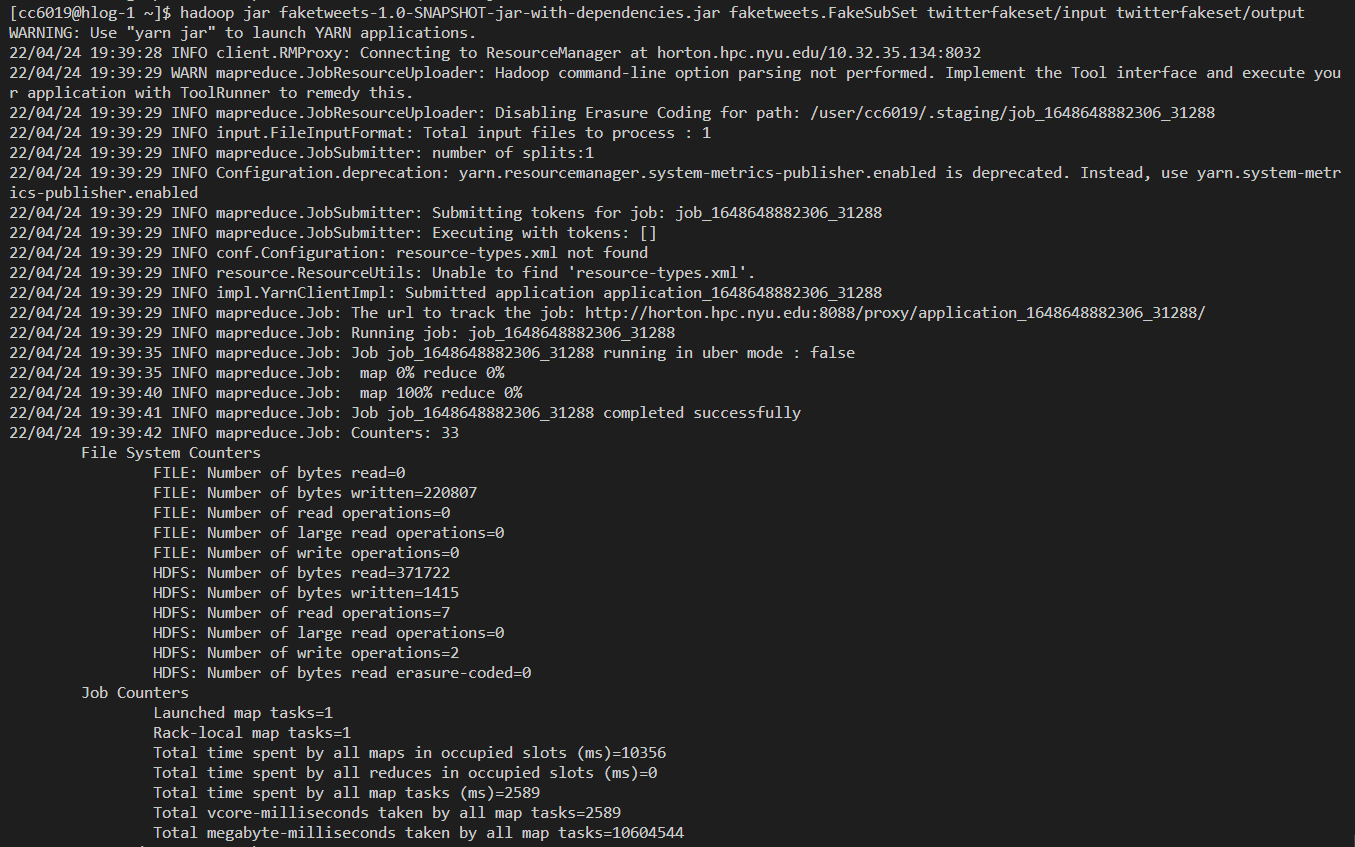 [cc6019@hlog-1 ~]$ hadoop jar faketweets-1.0-SNAPSHOT-jar-with-dependencies.jar faketweets.FakeSubSet twitterfakeset/input twitterfakeset/output
WARNING: Use "yarn jar" to launch YARN applications.
22/04/24 19:39:28 INFO client.RMProxy: Connecting to ResourceManager at horton.hpc.nyu.edu/10.32.35.134:8032
22/04/24 19:39:29 WARN mapreduce.JobResourceUploader: Hadoop command-line option parsing not performed. Implement the Tool interface and execute you
r application with ToolRunner to remedy this.
22/04/24 19:39:29 INFO mapreduce.JobResourceUploader: Disabling Erasure Coding for path: /user/cc6019/.staging/job_1648648882306_31288
22/04/24 19:39:29 INFO input.FileInputFormat: Total input files to process : 1
22/04/24 19:39:29 INFO mapreduce.JobSubmitter: number of splits:1
22/04/24 19:39:29 INFO Configuration.deprecation: yarn.resourcemanager.system-metrics-publisher.enabled is deprecated. Instead, use yarn.system-metr
ics-publisher.enabled
22/04/24 19:39:29 INFO mapreduce.JobSubmitter: Submitting tokens for job: job_1648648882306_31288
22/04/24 19:39:29 INFO mapreduce.JobSubmitter: Executing with tokens: []
22/04/24 19:39:29 INFO conf.Configuration: resource-types.xml not found
22/04/24 19:39:29 INFO resource.ResourceUtils: Unable to find 'resource-types.xml'.
22/04/24 19:39:29 INFO impl.YarnClientImpl: Submitted application application_1648648882306_31288
22/04/24 19:39:29 INFO mapreduce.Job: The url to track the job: http://horton.hpc.nyu.edu:8088/proxy/application_1648648882306_31288/
22/04/24 19:39:29 INFO mapreduce.Job: Running job: job_1648648882306_31288
22/04/24 19:39:35 INFO mapreduce.Job: Job job_1648648882306_31288 running in uber mode : false
22/04/24 19:39:35 INFO mapreduce.Job:  map 0% reduce 0%
22/04/24 19:39:40 INFO mapreduce.Job:  map 100% reduce 0%
22/04/24 19:39:41 INFO mapreduce.Job: Job job_1648648882306_31288 completed successfully
22/04/24 19:39:42 INFO mapreduce.Job: Counters: 33
File System Counters
FILE: Number of bytes read=0
FILE: Number of bytes written=220807
FILE: Number of read operations=0
FILE: Number of large read operations=0
FILE: Number of write operations=0
HDFS: Number of bytes read=371722
HDFS: Number of bytes written=1415
HDFS: Number of read operations=7
HDFS: Number of large read operations=0
HDFS: Number of write operations=2
HDFS: Number of bytes read erasure-coded=0
Job Counters
Launched map tasks=1
Rack-local map tasks=1
Total time spent by all maps in occupied slots (ms)=10356
Total time spent by all reduces in occupied slots (ms)=0
Total time spent by all map tasks (ms)=2589
Total vcore-milliseconds taken by all map tasks=2589
Total megabyte-milliseconds taken by all map tasks=10604544